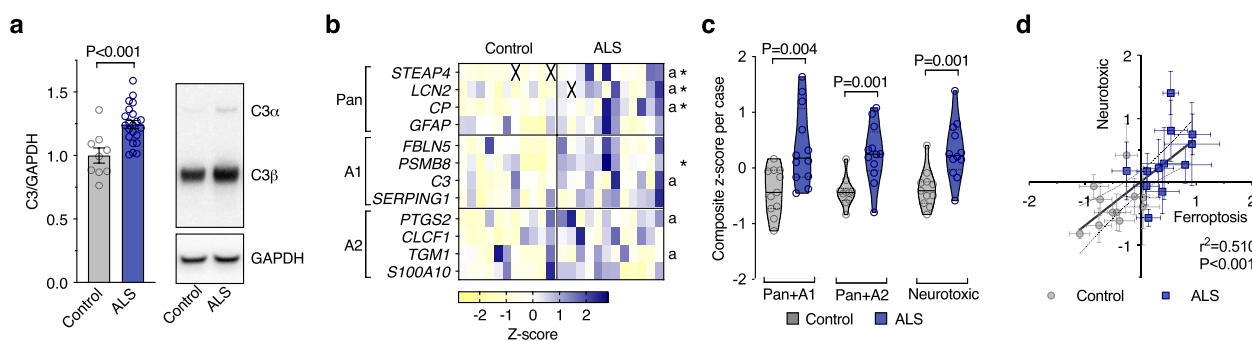 a
P<0.001
C3/GAPDH
1.5
1.0
0.5
0.0
Control
ALS
C3α
C3β
GAPDH
b
Control
ALS
Pan
STEAP4
a *
LCN2
a *
CP
a *
GFAP
A1
FBLN5
PSMB8
*
C3
a
SERPING1
A2
PTGS2
a
CLCF1
TGM1
a
S100A10
-2 -1 0 1 2
Z-score
c
Composite z-score per case
2
1
0
-1
-2
P=0.004
P=0.001
P=0.001
Pan+A1
Pan+A2
Neurotoxic
Control
ALS
d
Neurotoxic
2
1
-2
-1
1
2
Ferroptosis
-1
r²=0.510
P<0.001
Control
ALS